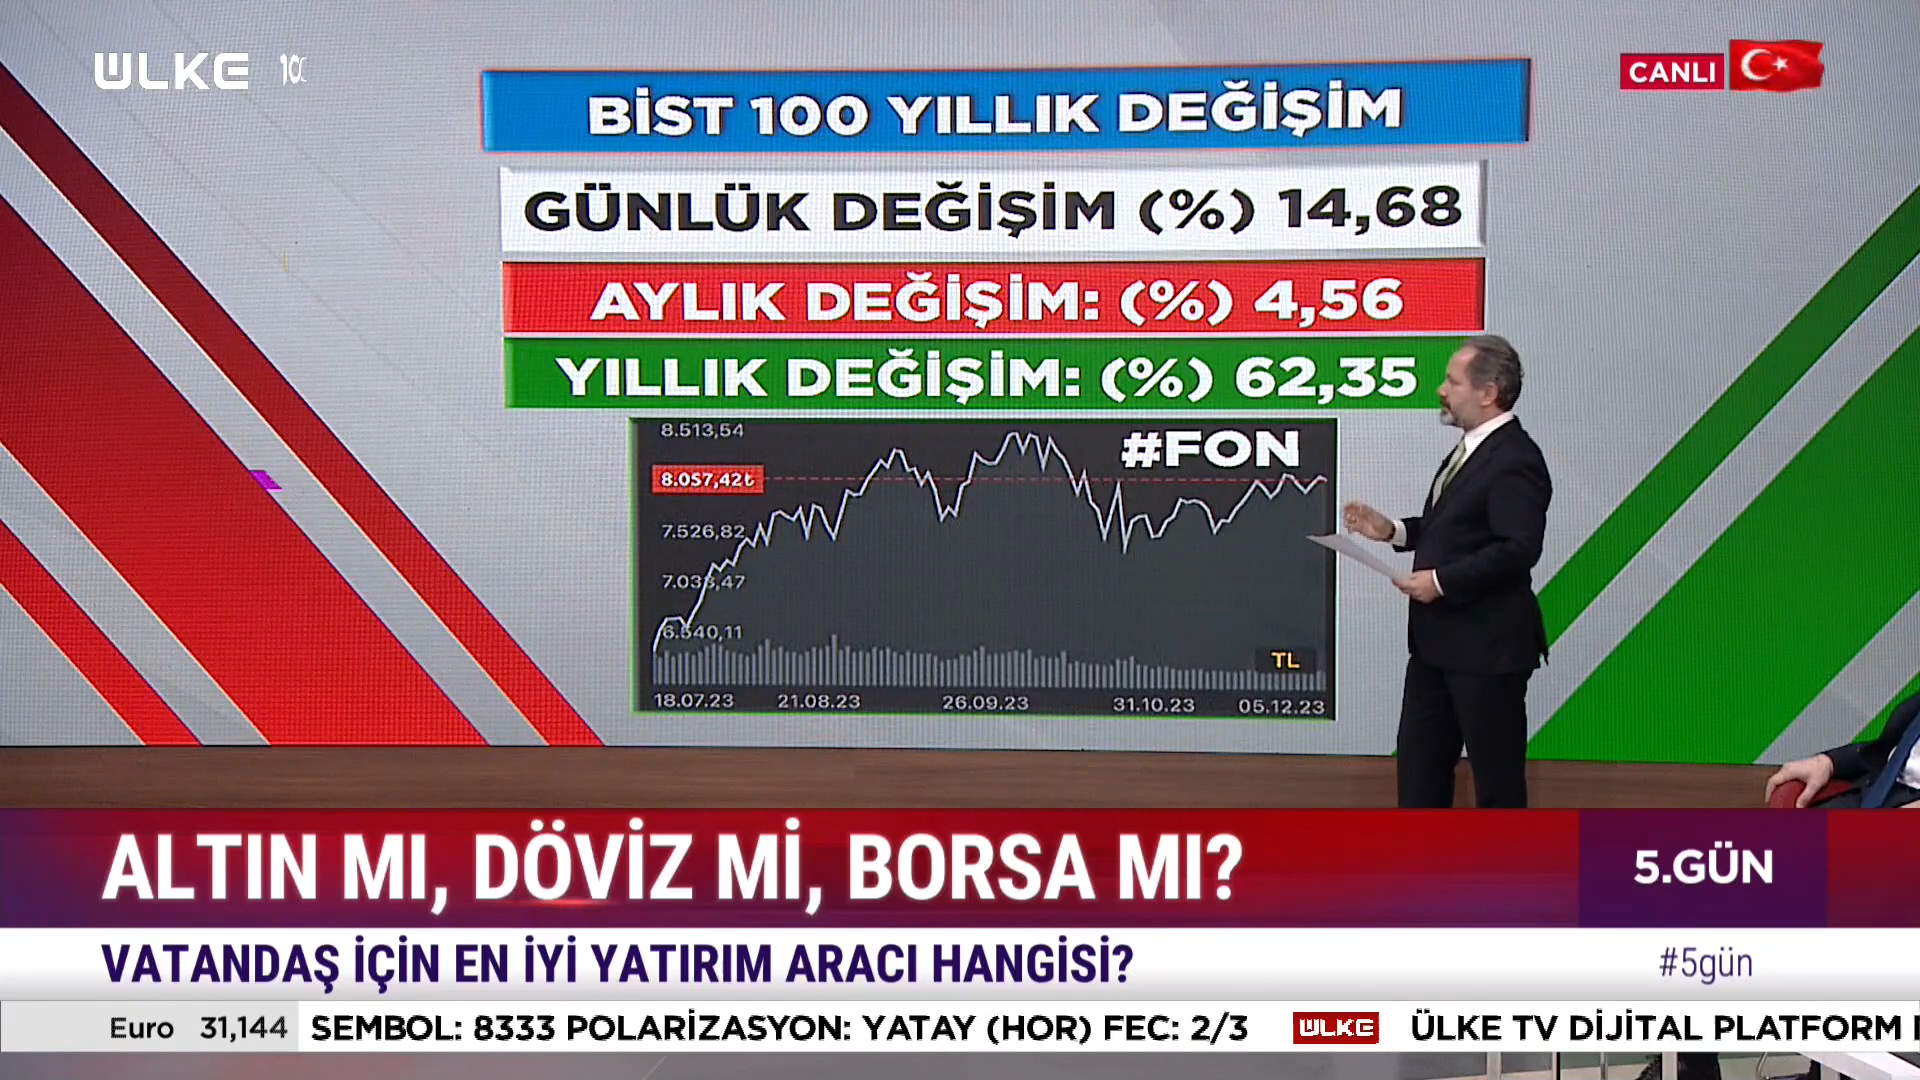 ÜLKE
CANLI
BİST 100 YILLIK DEĞİŞİM
GÜNLÜK DEĞİŞİM (%) 14,68
AYLIK DEĞİŞİM: (%) 4,56
YILLIK DEĞİŞİM: (%) 62,35
#FON
8.513,54
8.057,42₺
7.526,82
7.033,47
6.540,11
TL
18.07.23 21.08.23 26.09.23 31.10.23 05.12.23
ALTIN MI, DÖVİZ Mİ, BORSA MI?
5.GÜN
VATANDAŞ İÇİN EN İYİ YATIRIM ARACI HANGİSİ?
#5gün
Euro 31,144 SEMBOL: 8333 POLARİZASYON: YATAY (HOR) FEC: 2/3 ÜLKE ÜLKE TV DİJİTAL PLATFORM